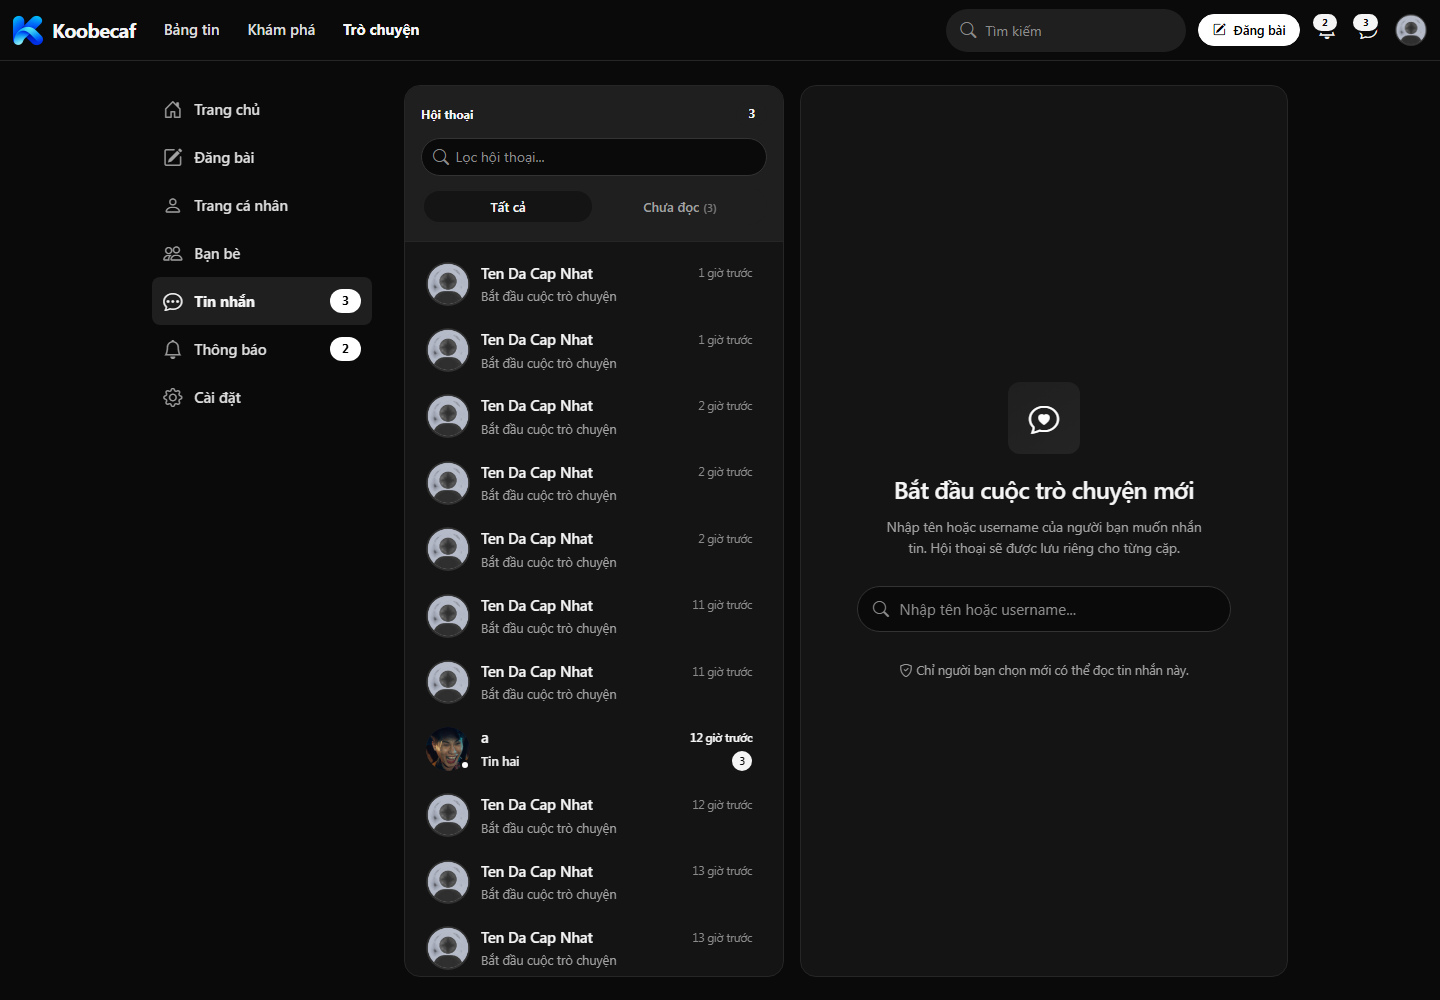 Koobecaf
Bảng tin
Khám phá
Trò chuyện
Tìm kiếm
Đăng bài
2
3
Trang chủ
Đăng bài
Trang cá nhân
Bạn bè
Tin nhắn
3
Thông báo
2
Cài đặt
Hội thoại
3
Lọc hội thoại...
Tất cả
Chưa đọc (3)
Ten Da Cap Nhat
1 giờ trước
Bắt đầu cuộc trò chuyện
Ten Da Cap Nhat
1 giờ trước
Bắt đầu cuộc trò chuyện
Ten Da Cap Nhat
2 giờ trước
Bắt đầu cuộc trò chuyện
Ten Da Cap Nhat
2 giờ trước
Bắt đầu cuộc trò chuyện
Ten Da Cap Nhat
2 giờ trước
Bắt đầu cuộc trò chuyện
Ten Da Cap Nhat
11 giờ trước
Bắt đầu cuộc trò chuyện
Ten Da Cap Nhat
11 giờ trước
Bắt đầu cuộc trò chuyện
a
12 giờ trước
Tin hai
3
Ten Da Cap Nhat
12 giờ trước
Bắt đầu cuộc trò chuyện
Ten Da Cap Nhat
13 giờ trước
Bắt đầu cuộc trò chuyện
Ten Da Cap Nhat
13 giờ trước
Bắt đầu cuộc trò chuyện
Bắt đầu cuộc trò chuyện mới
Nhập tên hoặc username của người bạn muốn nhắn
tin. Hội thoại sẽ được lưu riêng cho từng cặp.
Nhập tên hoặc username...
Chỉ người bạn chọn mới có thể đọc tin nhắn này.